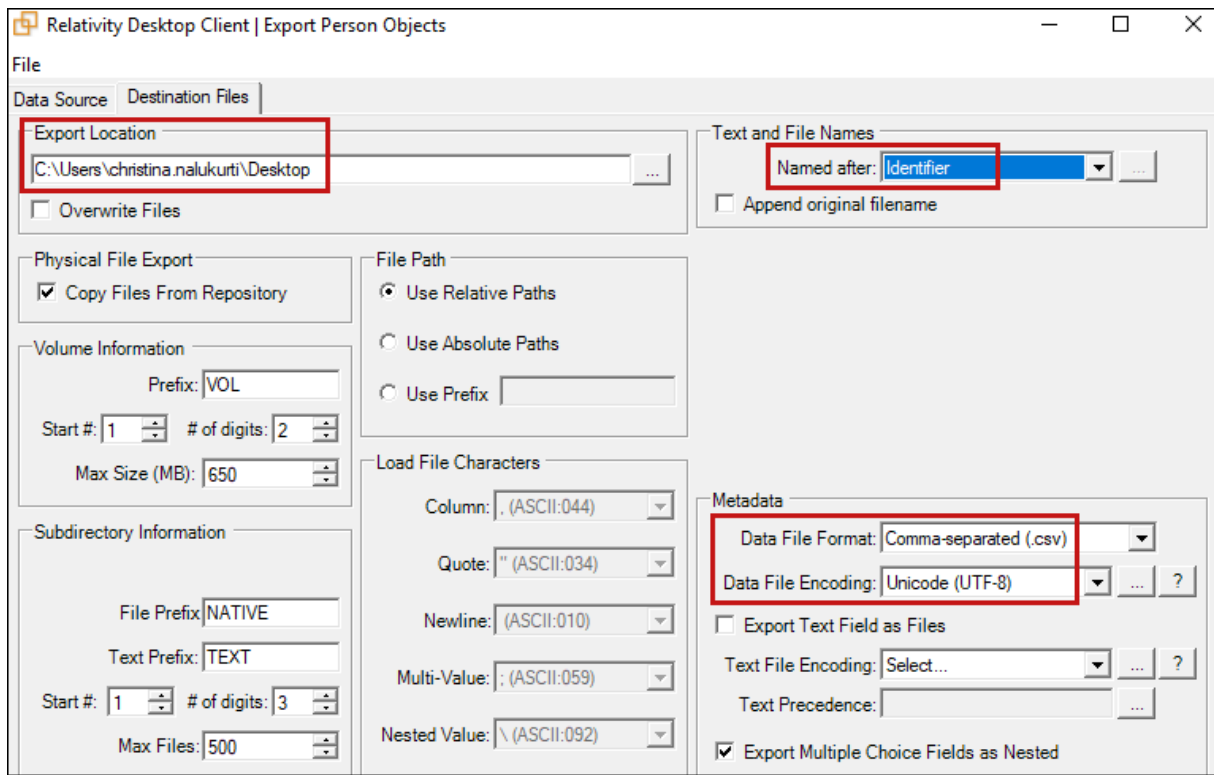 Relativity Desktop Client | Export Person Objects
File
Data Source Destination Files
Export Location
C:\Users\christina.nalukurti\Desktop
...
Overwrite Files
Text and File Names
Named after: Identifier
...
Append original filename
Physical File Export
Copy Files From Repository
File Path
Use Relative Paths
Use Absolute Paths
Use Prefix
Volume Information
Prefix: VOL
Start #: 1 # of digits: 2
Max Size (MB): 650
Load File Characters
Column: , (ASCII:044)
Quote: " (ASCII:034)
Newline: (ASCII:010)
Multi-Value: ; (ASCII:059)
Nested Value: \ (ASCII:092)
Subdirectory Information
File Prefix NATIVE
Text Prefix: TEXT
Start #: 1 # of digits: 3
Max Files: 500
Metadata
Data File Format: Comma-separated (.csv)
Data File Encoding: Unicode (UTF-8) ... ?
Export Text Field as Files
Text File Encoding: Select... ... ?
Text Precedence: ...
Export Multiple Choice Fields as Nested